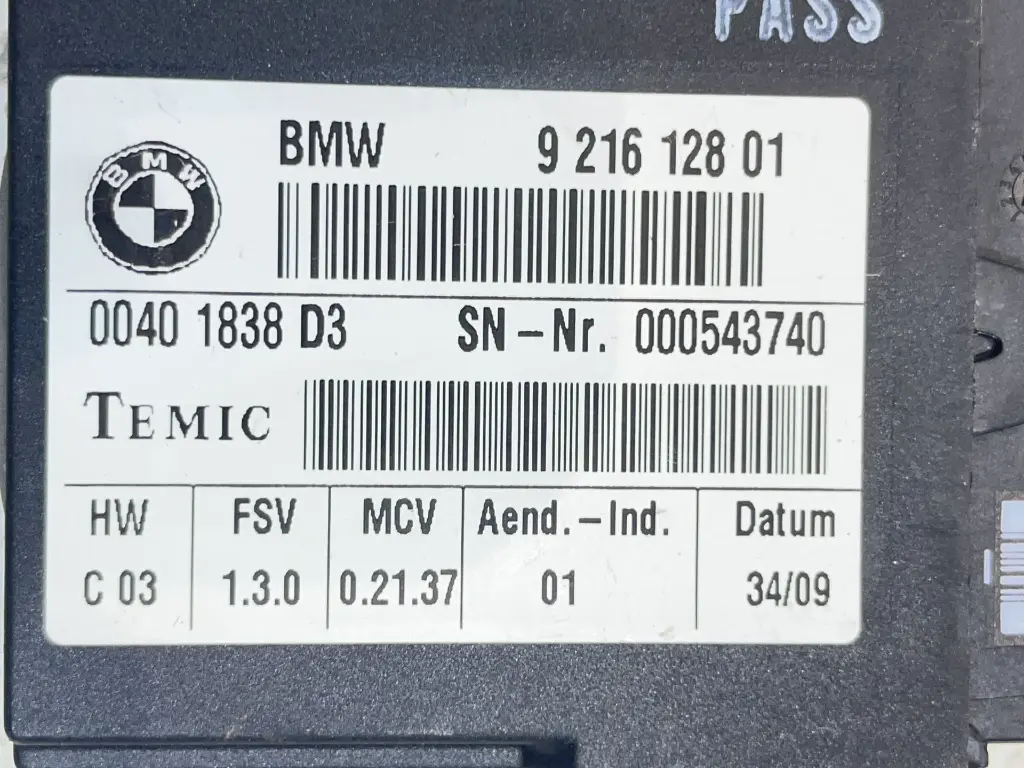 PASS
BMW 9 216 128 01
BMW
0040 1838 D3 SN-Nr. 000543740
TEMIC
HW FSV MCV Aend.-Ind. Datum
C 03 1.3.0 0.21.37 01 34/09